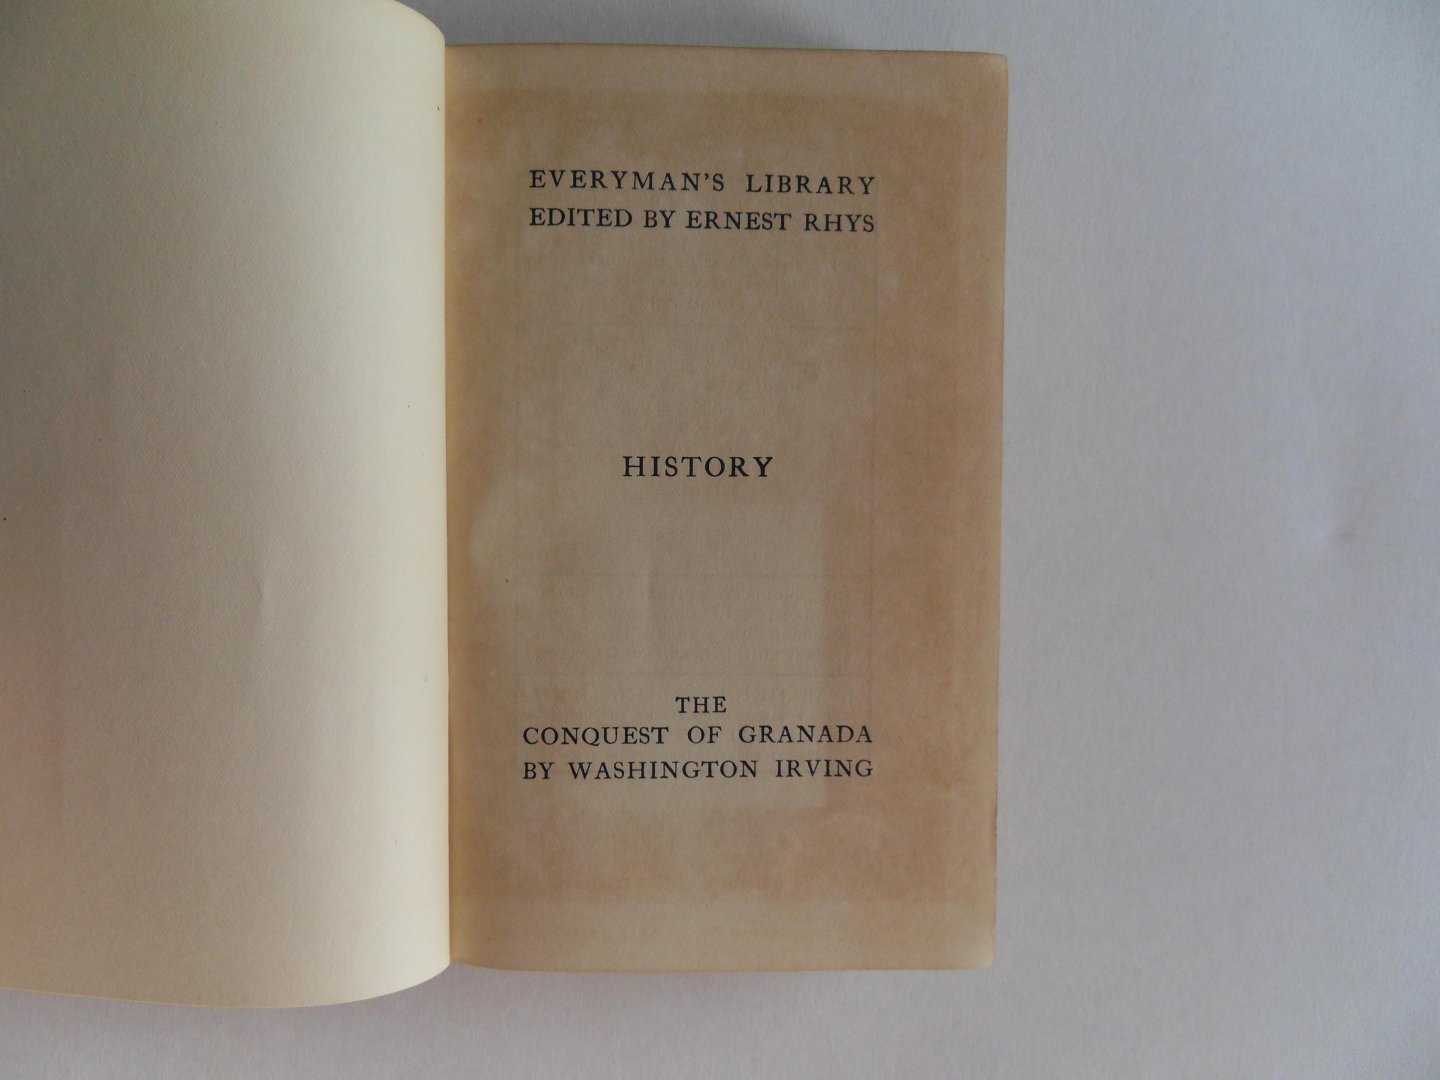 EVERYMAN'S LIBRARY
EDITED BY ERNEST RHYS
HISTORY
THE
CONQUEST OF GRANADA
BY WASHINGTON IRVING